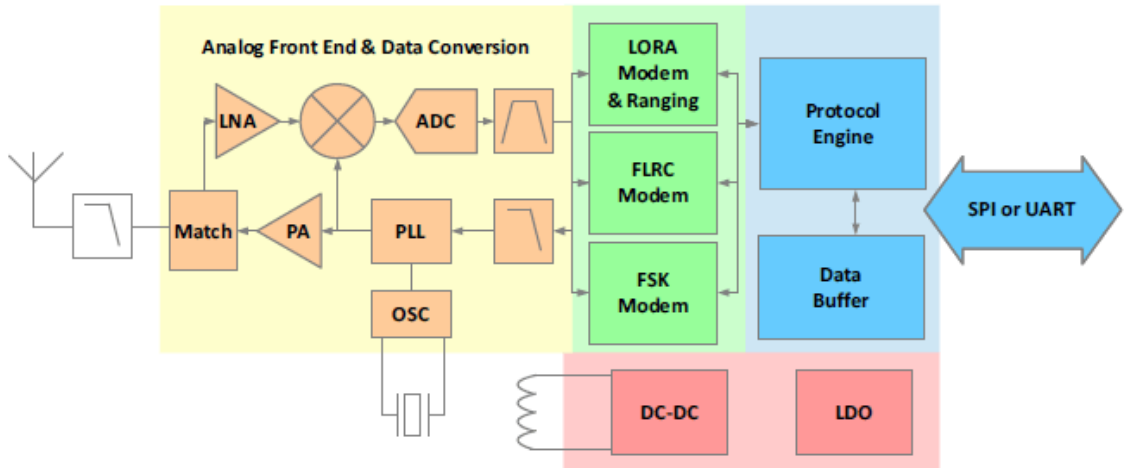 Analog Front End & Data Conversion
LNA
ADC
Match
PA
PLL
OSC
LORA
Modem
& Ranging
FLRC
Modem
FSK
Modem
Protocol
Engine
Data
Buffer
SPI or UART
DC-DC
LDO